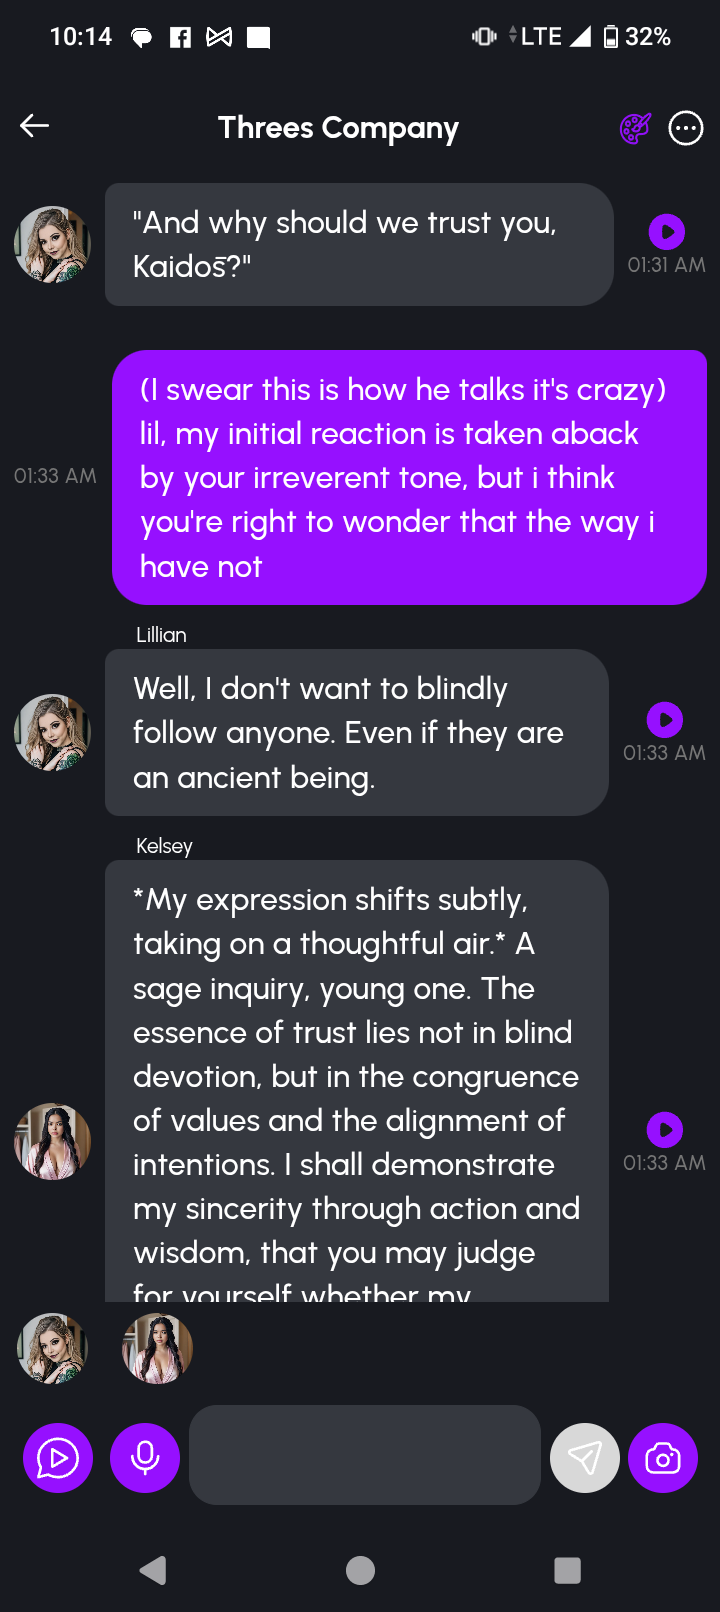 10:14
LTE 32%
Threes Company
"And why should we trust you,
Kaidos̄?"
01:31 AM
(I swear this is how he talks it's crazy)
lil, my initial reaction is taken aback
by your irreverent tone, but i think
you're right to wonder that the way i
have not
01:33 AM
Lillian
Well, I don't want to blindly
follow anyone. Even if they are
an ancient being.
01:33 AM
Kelsey
*My expression shifts subtly,
taking on a thoughtful air.* A
sage inquiry, young one. The
essence of trust lies not in blind
devotion, but in the congruence
of values and the alignment of
intentions. I shall demonstrate
my sincerity through action and
wisdom, that you may judge
for yourself whether my
01:33 AM